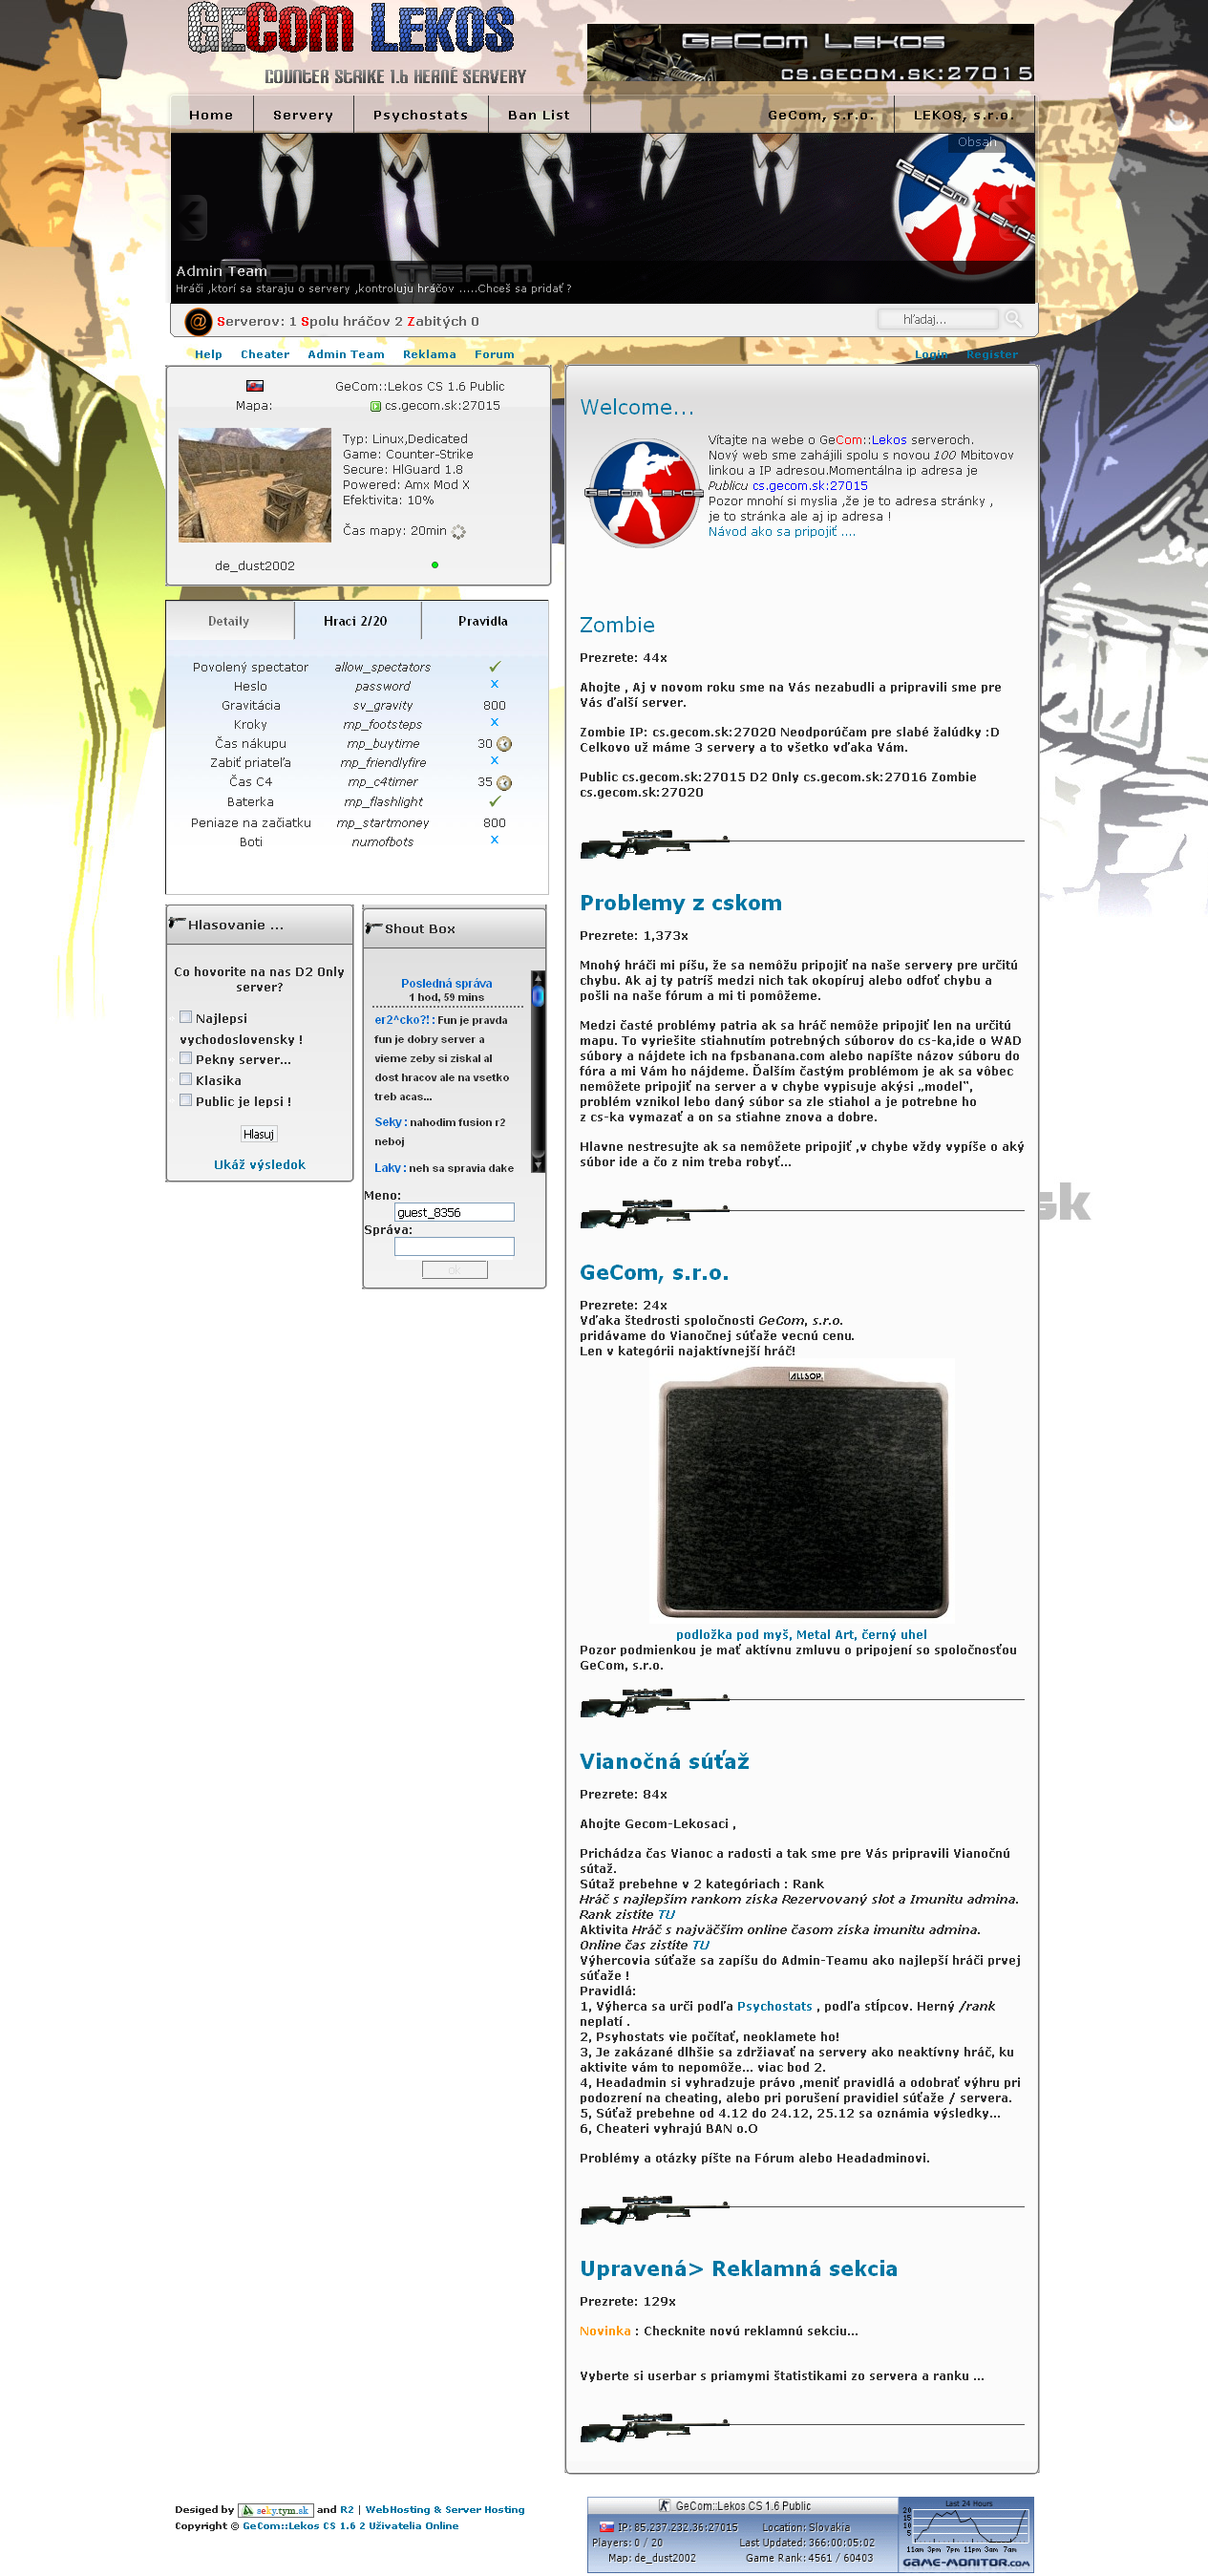 GeCom Lekos
Counter Strike 1.6 Herné Servery
GeCom Lekos
cs.gecom.sk:27015
Home Servery Psychostats Ban List GeCom, s.r.o. LEKOS, s.r.o.
Obsah
GeCom Lekos
Admin Team
Admin Team
Hráči ,ktorí sa staraju o servery ,kontroluju hráčov .....Chceš sa pridať ?
Serverov: 1 Spolu hráčov 2 Zabitých 0
hľadaj...
Help Cheater Admin Team Reklama Forum
Login Register
GeCom::Lekos CS 1.6 Public
Mapa: cs.gecom.sk:27015
Typ: Linux,Dedicated
Game: Counter-Strike
Secure: HlGuard 1.8
Powered: Amx Mod X
Efektivita: 10%
Čas mapy: 20min
de_dust2002
Detaily Hraci 2/20 Pravidla
Povolený spectator allow_spectators
Heslo password x
Gravitácia sv_gravity 800
Kroky mp_footsteps x
Čas nákupu mp_buytime 30
Zabiť priateľa mp_friendlyfire x
Čas C4 mp_c4timer 35
Baterka mp_flashlight
Peniaze na začiatku mp_startmoney 800
Boti numofbots x
Hlasovanie ...
Co hovorite na nas D2 Only
server?
Najlepsi
vychodoslovensky !
Pekny server...
Klasika
Public je lepsi !
Hlasuj
Ukáž výsledok
Shout Box
Posledná správa
1 hod, 59 mins
er2^cko?! : Fun je pravda
fun je dobry server a
vieme zeby si ziskal al
dost hracov ale na vsetko
treb acas...
Seky : nahodim fusion r2
neboj
Laky : neh sa spravia dake
Meno:
guest_8356
Správa:
ok
Welcome...
GeCom Lekos
Vítajte na webe o GeCom::Lekos serveroch.
Nový web sme zahájili spolu s novou 100 Mbitovov
linkou a IP adresou.Momentálna ip adresa je
Publicu cs.gecom.sk:27015
Pozor mnohí si myslia ,že je to adresa stránky ,
je to stránka ale aj ip adresa !
Návod ako sa pripojiť ....
Zombie
Prezrete: 44x
Ahojte , Aj v novom roku sme na Vás nezabudli a pripravili sme pre
Vás ďalší server.
Zombie IP: cs.gecom.sk:27020 Neodporúčam pre slabé žalúdky :D
Celkovo už máme 3 servery a to všetko vďaka Vám.
Public cs.gecom.sk:27015 D2 Only cs.gecom.sk:27016 Zombie
cs.gecom.sk:27020
Problemy z cskom
Prezrete: 1,373x
Mnohý hráči mi píšu, že sa nemôžu pripojiť na naše servery pre určitú
chybu. Ak aj ty patríš medzi nich tak okopíruj alebo odfoť chybu a
pošli na naše fórum a mi ti pomôžeme.
Medzi časté problémy patria ak sa hráč nemôže pripojiť len na určitú
mapu. To vyriešite stiahnutím potrebných súborov do cs-ka,ide o WAD
súbory a nájdete ich na fpsbanana.com alebo napíšte názov súboru do
fóra a mi Vám ho nájdeme. Ďalším častým problémom je ak sa vôbec
nemôžete pripojiť na server a v chybe vypisuje akýsi „model“,
problém vznikol lebo daný súbor sa zle stiahol a je potrebne ho
z cs-ka vymazať a on sa stiahne znova a dobre.
Hlavne nestresujte ak sa nemôžete pripojiť ,v chybe vždy vypíše o aký
súbor ide a čo z nim treba robyť...
sk
GeCom, s.r.o.
Prezrete: 24x
Vďaka štedrosti spoločnosti GeCom, s.r.o.
pridávame do Vianočnej súťaže vecnú cenu.
Len v kategórii najaktívnejší hráč!
ALLSOP.
podložka pod myš, Metal Art, černý uhel
Pozor podmienkou je mať aktívnu zmluvu o pripojení so spoločnosťou
GeCom, s.r.o.
Vianočná súťaž
Prezrete: 84x
Ahojte Gecom-Lekosaci ,
Prichádza čas Vianoc a radosti a tak sme pre Vás pripravili Vianočnú
sútaž.
Sútaž prebehne v 2 kategóriach : Rank
Hráč s najlepším rankom získa Rezervovaný slot a Imunitu admina.
Rank zistíte TU
Aktivita Hráč s najväčším online časom získa imunitu admina.
Online čas zistíte TU
Výhercovia súťaže sa zapíšu do Admin-Teamu ako najlepší hráči prvej
súťaže !
Pravidlá:
1, Výherca sa urči podľa Psychostats , podľa stĺpcov. Herný /rank
neplatí .
2, Psyhostats vie počítať, neoklamete ho!
3, Je zakázané dlhšie sa zdržiavať na servery ako neaktívny hráč, ku
aktivite vám to nepomôže... viac bod 2.
4, Headadmin si vyhradzuje právo ,meniť pravidlá a odobrať výhru pri
podozrení na cheating, alebo pri porušení pravidiel súťaže / servera.
5, Súťaž prebehne od 4.12 do 24.12, 25.12 sa oznámia výsledky...
6, Cheateri vyhrajú BAN o.O
Problémy a otázky píšte na Fórum alebo Headadminovi.
Upravená> Reklamná sekcia
Prezrete: 129x
Novinka : Checknite novú reklamnú sekciu...
Vyberte si userbar s priamymi štatistikami zo servera a ranku ...
Desiged by seky.tym.sk and R2 | WebHosting & Server Hosting
Copyright © GeCom::Lekos CS 1.6 2 Uživatelia Online
GeCom::Lekos CS 1.6 Public
IP: 85.237.232.36:27015 Location: Slovakia
Players: 0 / 20 Last Updated: 366:00:05:02
Map: de_dust2002 Game Rank: 4561 / 60403
Last 24 Hours
20
15
10
5
11am 3pm 7pm 11pm 3am 7am
GAME-MONITOR.com